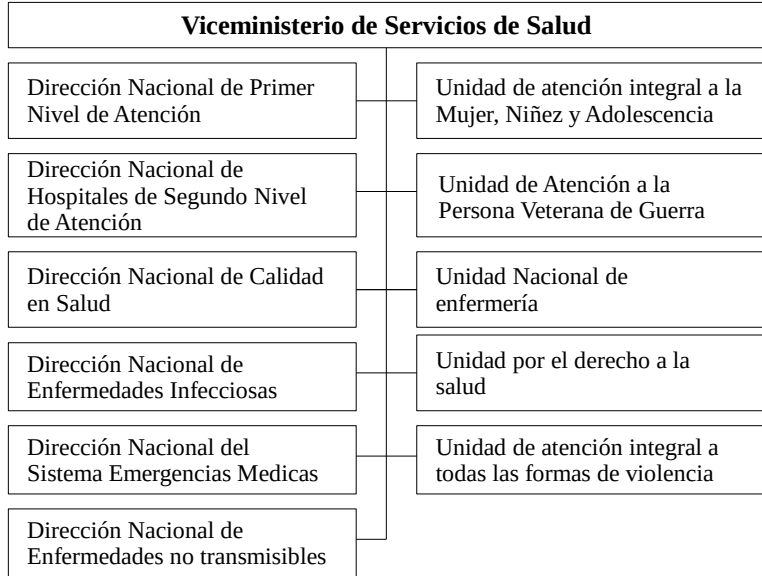 Viceministerio de Servicios de Salud
Dirección Nacional de Primer
Nivel de Atención
Unidad de atención integral a la
Mujer, Niñez y Adolescencia
Dirección Nacional de
Hospitales de Segundo Nivel
de Atención
Unidad de Atención a la
Persona Veterana de Guerra
Dirección Nacional de Calidad
en Salud
Unidad Nacional de
enfermería
Dirección Nacional de
Enfermedades Infecciosas
Unidad por el derecho a la
salud
Dirección Nacional del
Sistema Emergencias Medicas
Unidad de atención integral a
todas las formas de violencia
Dirección Nacional de
Enfermedades no transmisibles